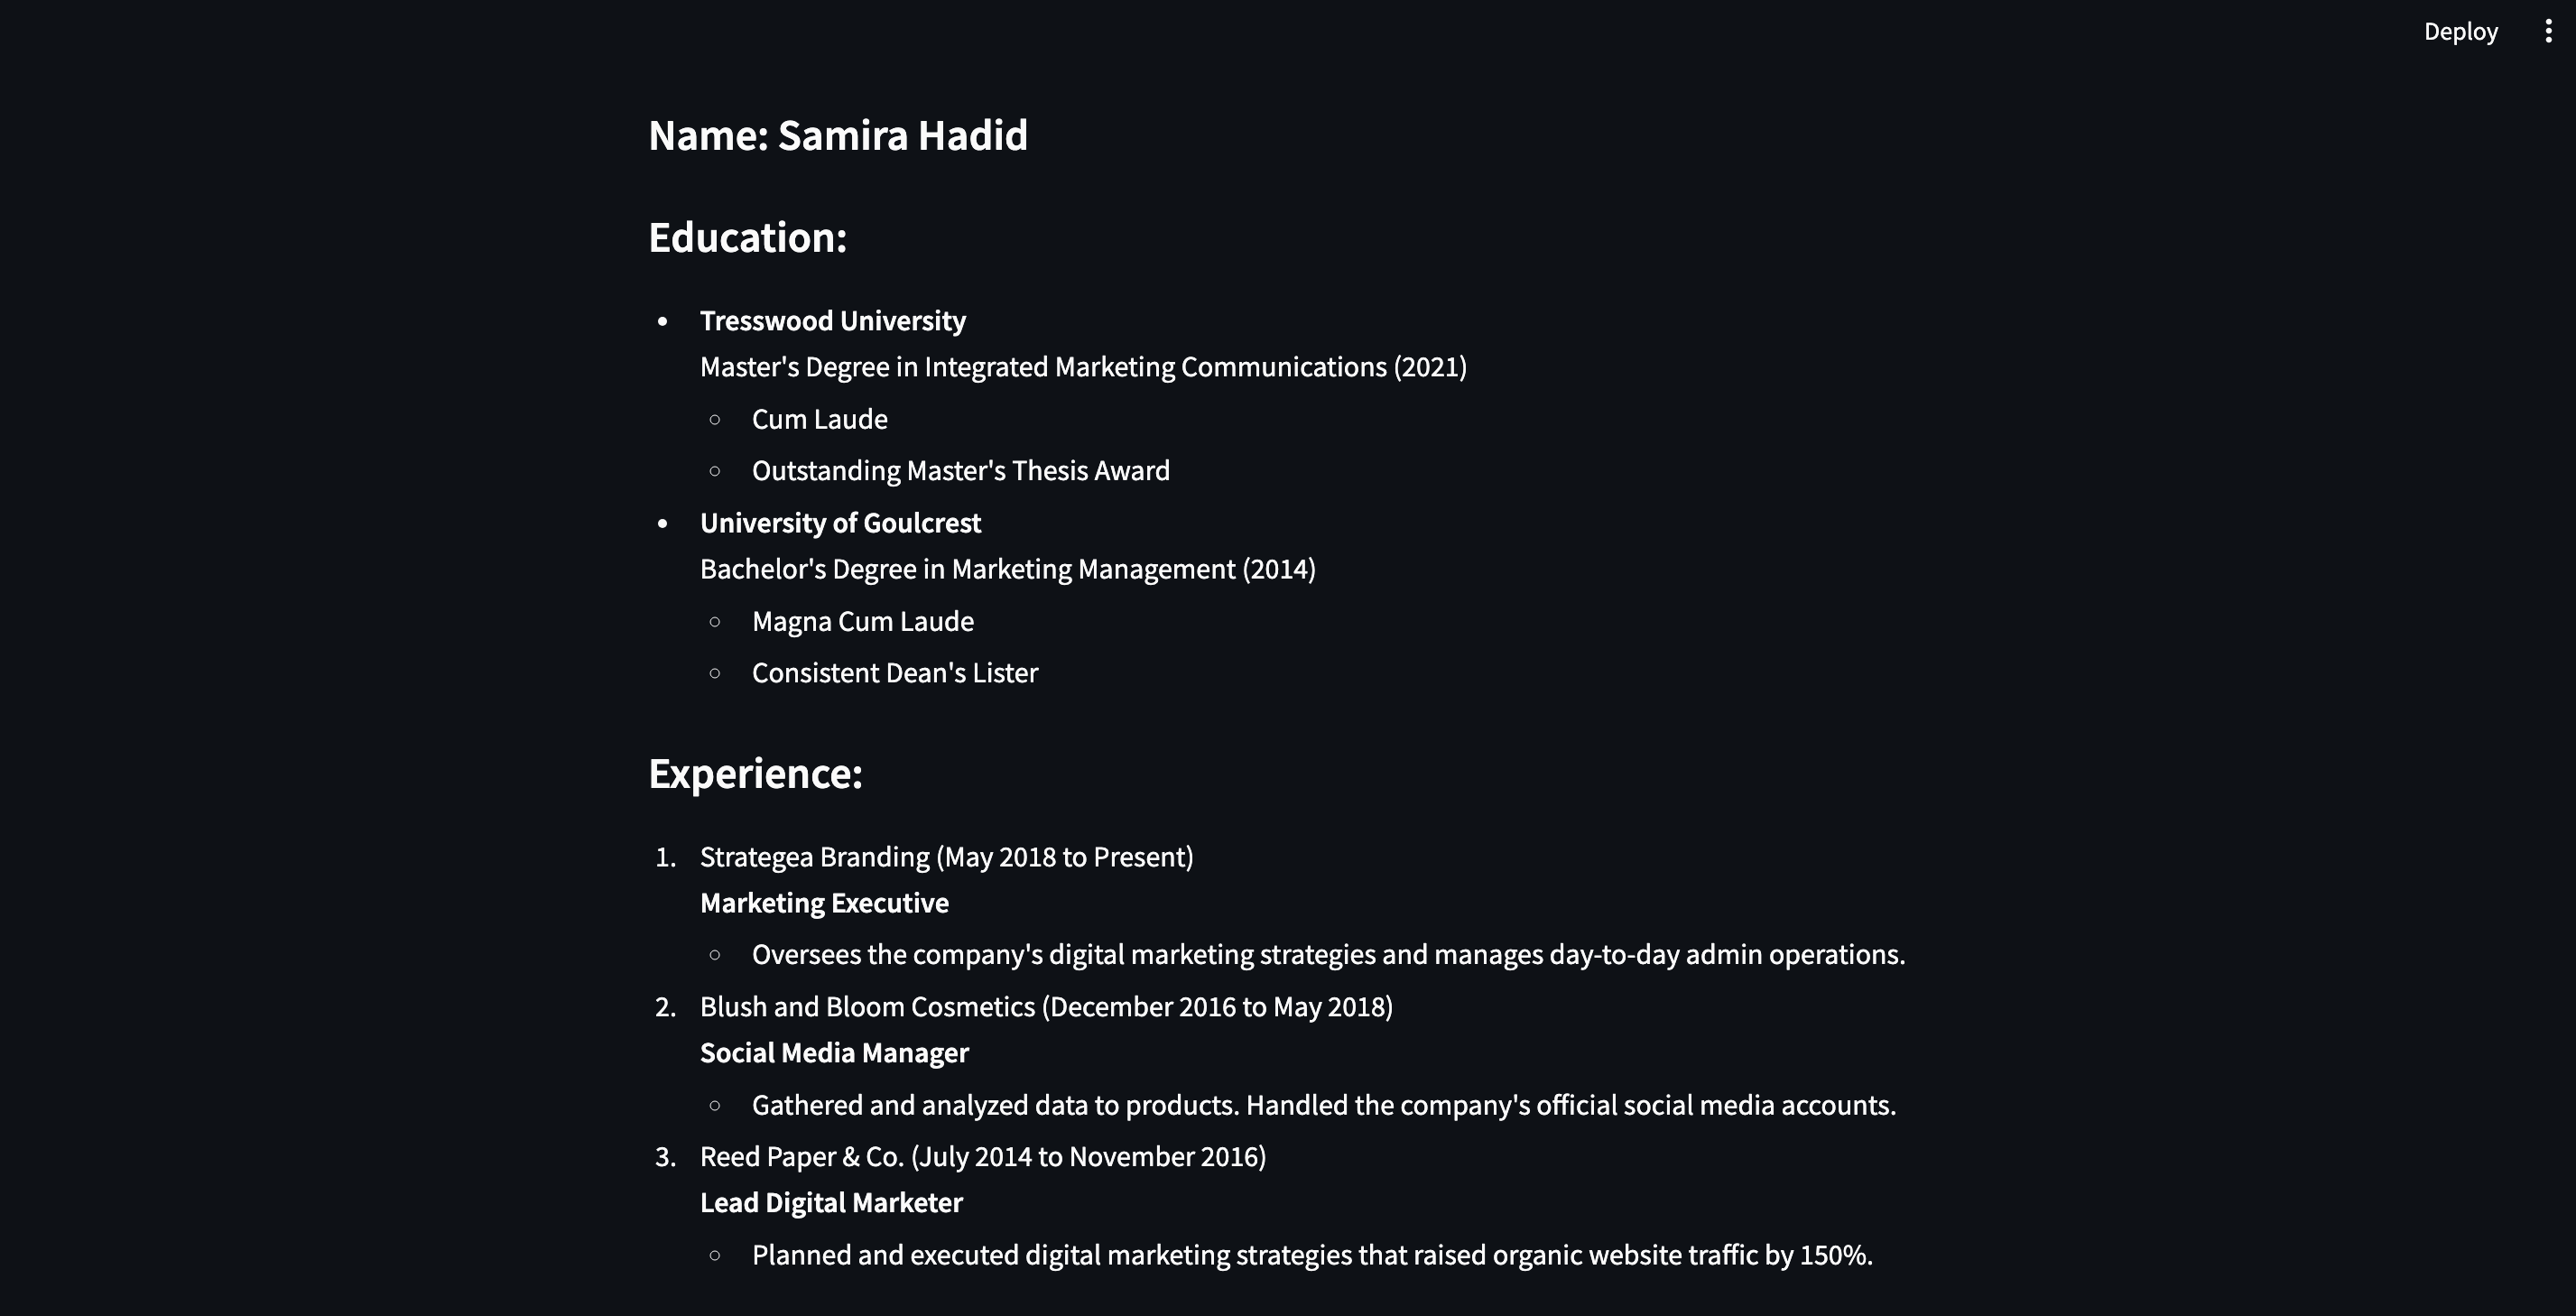 Deploy
Name: Samira Hadid
Education:
Tresswood University
Master's Degree in Integrated Marketing Communications (2021)
Cum Laude
Outstanding Master's Thesis Award
University of Goulcrest
Bachelor's Degree in Marketing Management (2014)
Magna Cum Laude
Consistent Dean's Lister
Experience:
1. Strategea Branding (May 2018 to Present)
Marketing Executive
Oversees the company's digital marketing strategies and manages day-to-day admin operations.
2. Blush and Bloom Cosmetics (December 2016 to May 2018)
Social Media Manager
Gathered and analyzed data to products. Handled the company's official social media accounts.
3. Reed Paper & Co. (July 2014 to November 2016)
Lead Digital Marketer
Planned and executed digital marketing strategies that raised organic website traffic by 150%.